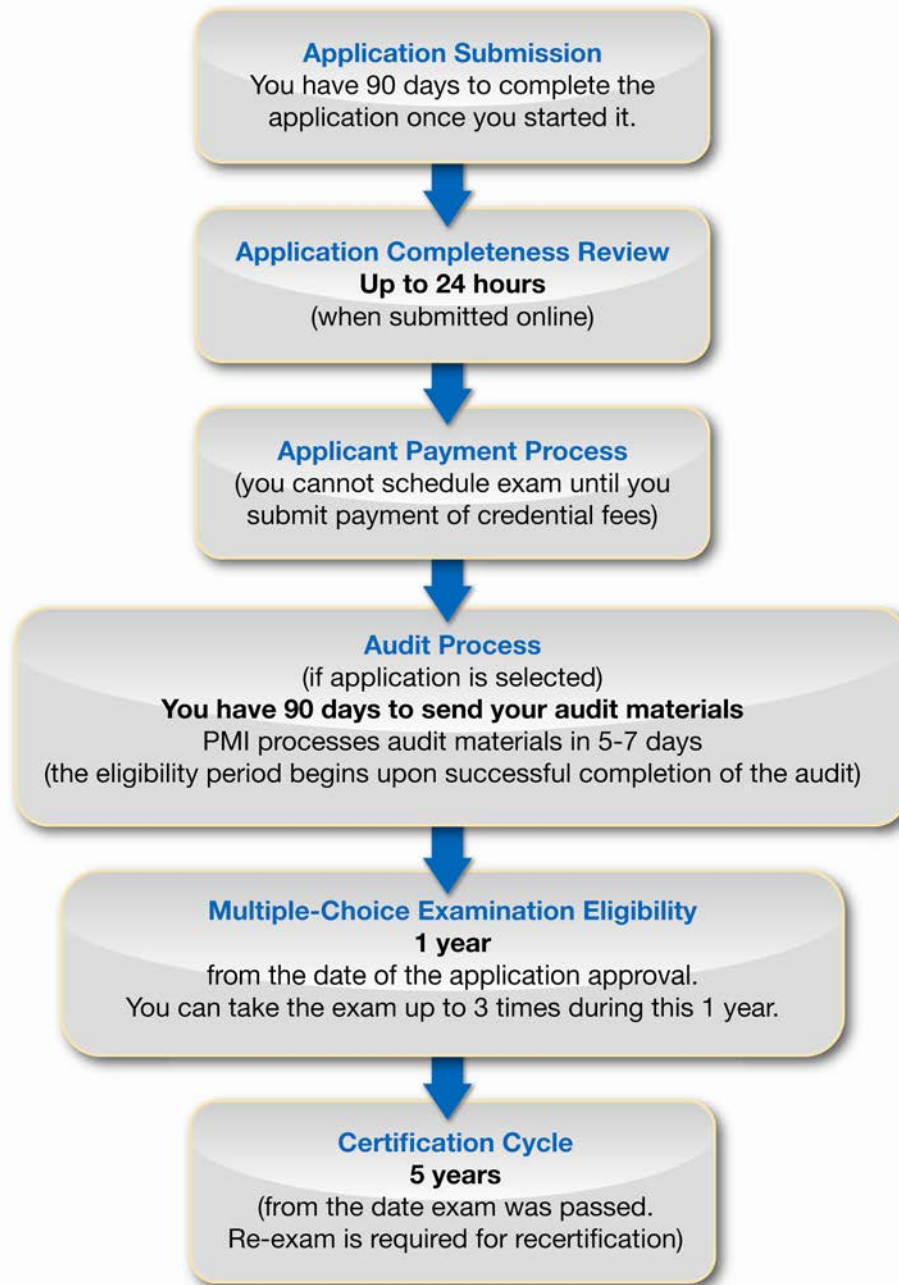 Application Submission
You have 90 days to complete the
application once you started it.
Application Completeness Review
Up to 24 hours
(when submitted online)
Applicant Payment Process
(you cannot schedule exam until you
submit payment of credential fees)
Audit Process
(if application is selected)
You have 90 days to send your audit materials
PMI processes audit materials in 5-7 days
(the eligibility period begins upon successful completion of the audit)
Multiple-Choice Examination Eligibility
1 year
from the date of the application approval.
You can take the exam up to 3 times during this 1 year.
Certification Cycle
5 years
(from the date exam was passed.
Re-exam is required for recertification)